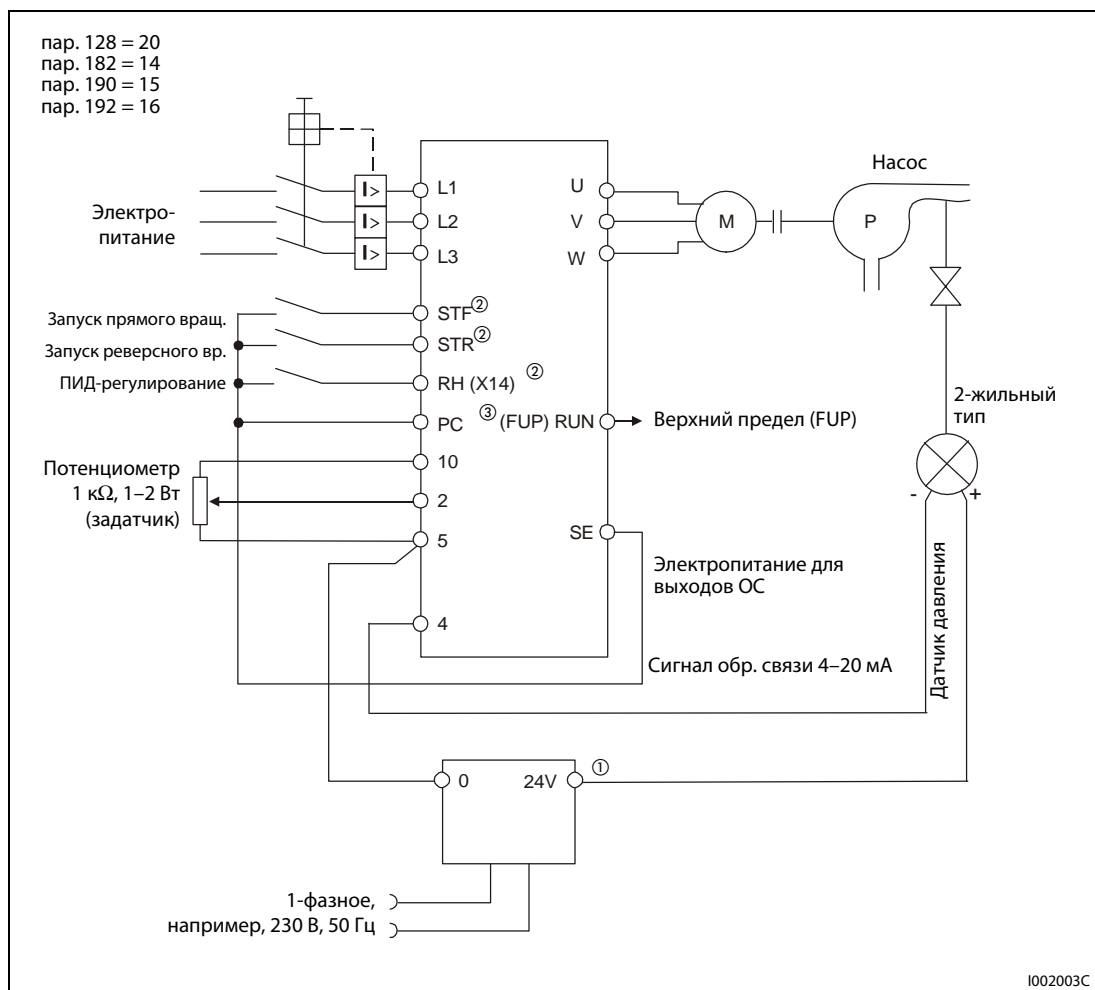 пар. 128 = 20
пар. 182 = 14
пар. 190 = 15
пар. 192 = 16
Насос
I>
L1
U
Электро-
питание
I>
L2
V
M
P
I>
L3
W
Запуск прямого вращ.
STF②
Запуск реверсного вр.
STR②
ПИД-регулирование
RH (X14) ②
2-жильный
тип
PC
③ (FUP) RUN
Верхний предел (FUP)
Потенциометр
1 кΩ, 1–2 Вт
(задатчик)
10
2
5
- +
SE
Электропитание для
выходов ОС
Датчик давления
4
Сигнал обр. связи 4–20 мА
0
24V
①
1-фазное,
например, 230 В, 50 Гц
I002003C